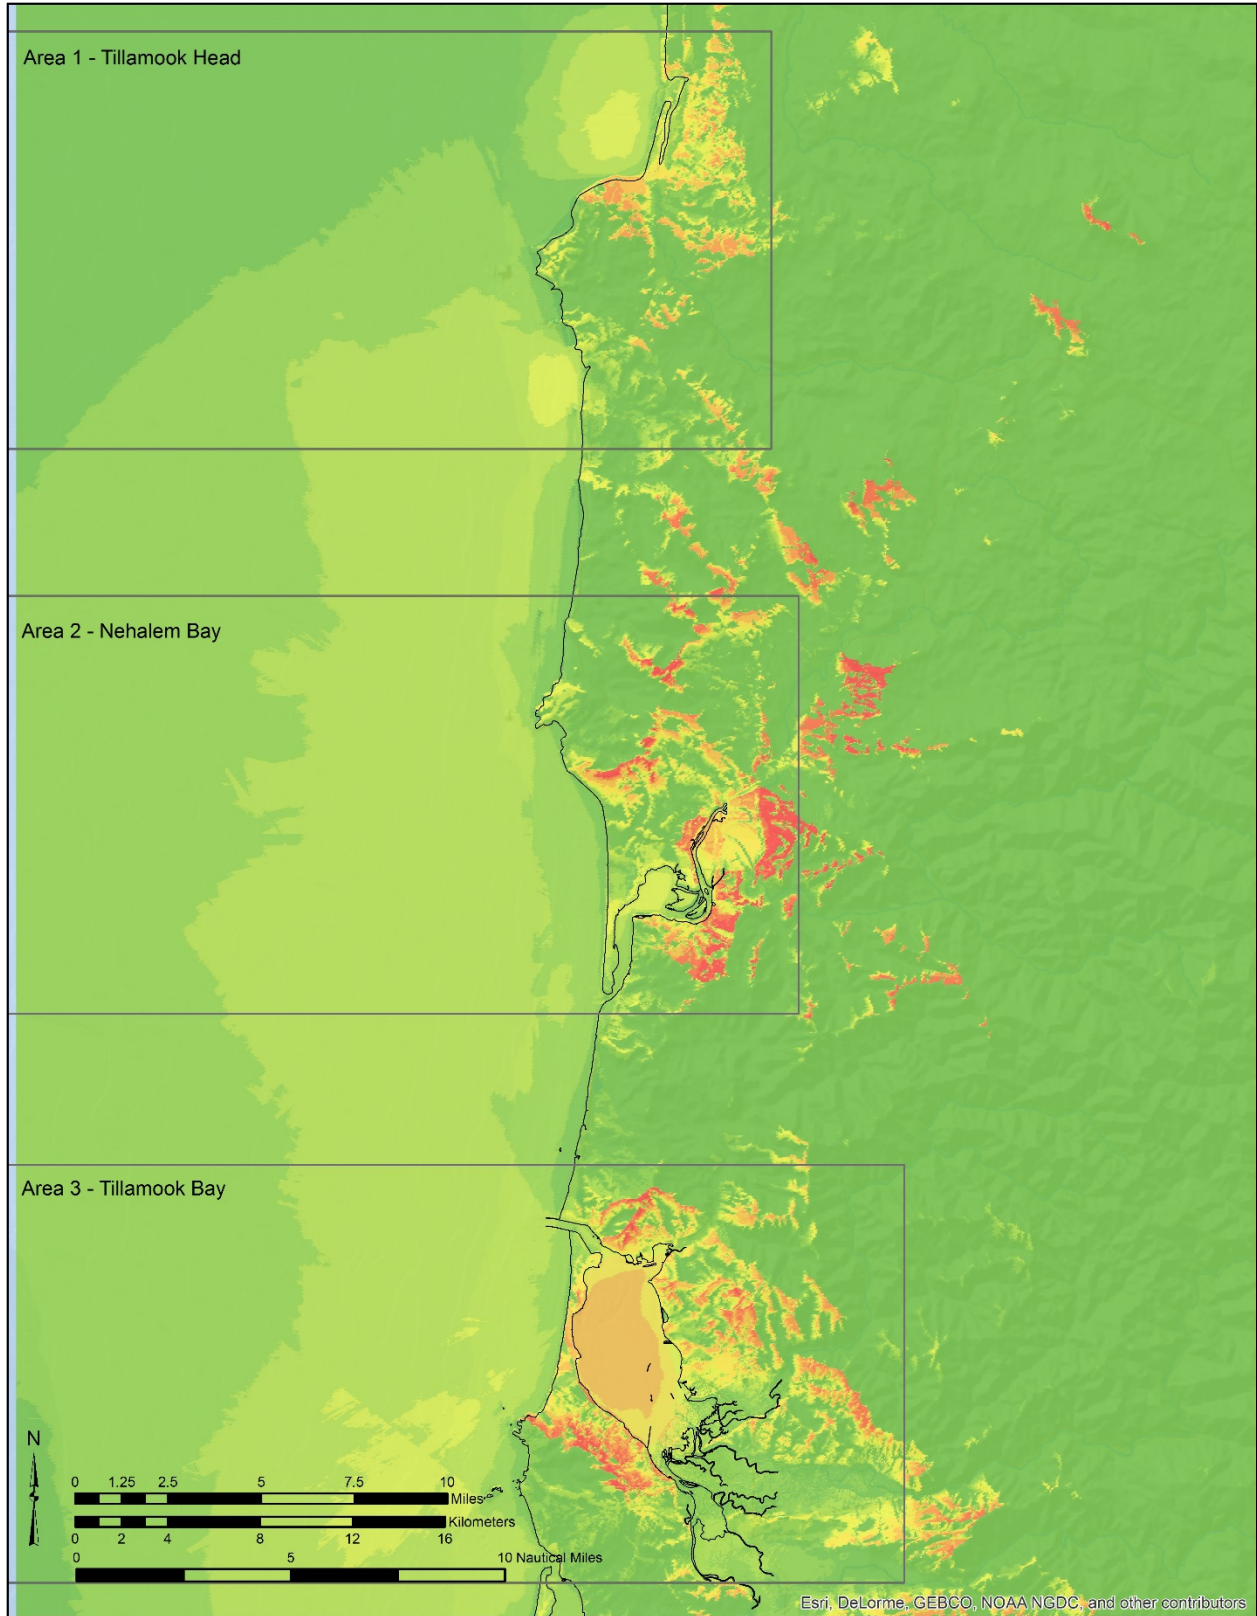 Area 1 - Tillamook Head
Area 2 - Nehalem Bay
Area 3 - Tillamook Bay
N
0 1.25 2.5 5 7.5 10
Miles
Kilometers
0 2 4 8 12 16
0 5 10 Nautical Miles
Esri, DeLorme, GEBCO, NOAA NGDC, and other contributors